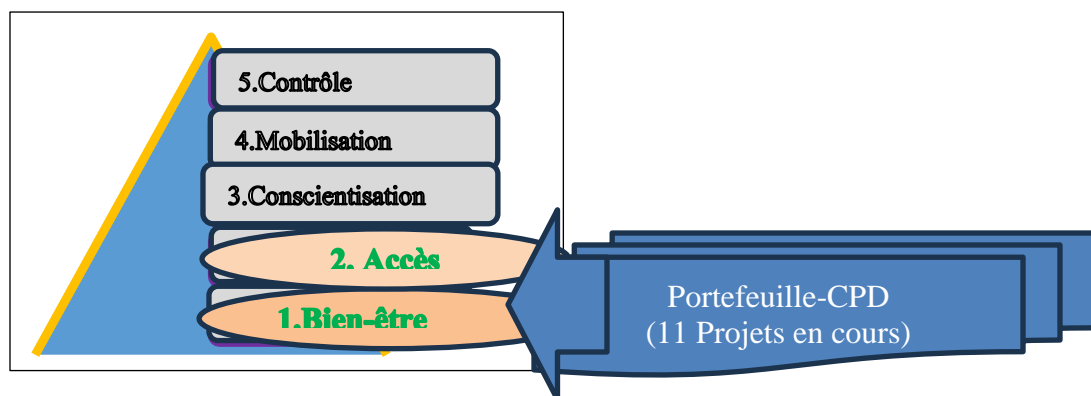 5.Contrôle
4.Mobilisation
3.Conscientisation
2. Accès
1.Bien-être
Portefeuille-CPD
(11 Projets en cours)